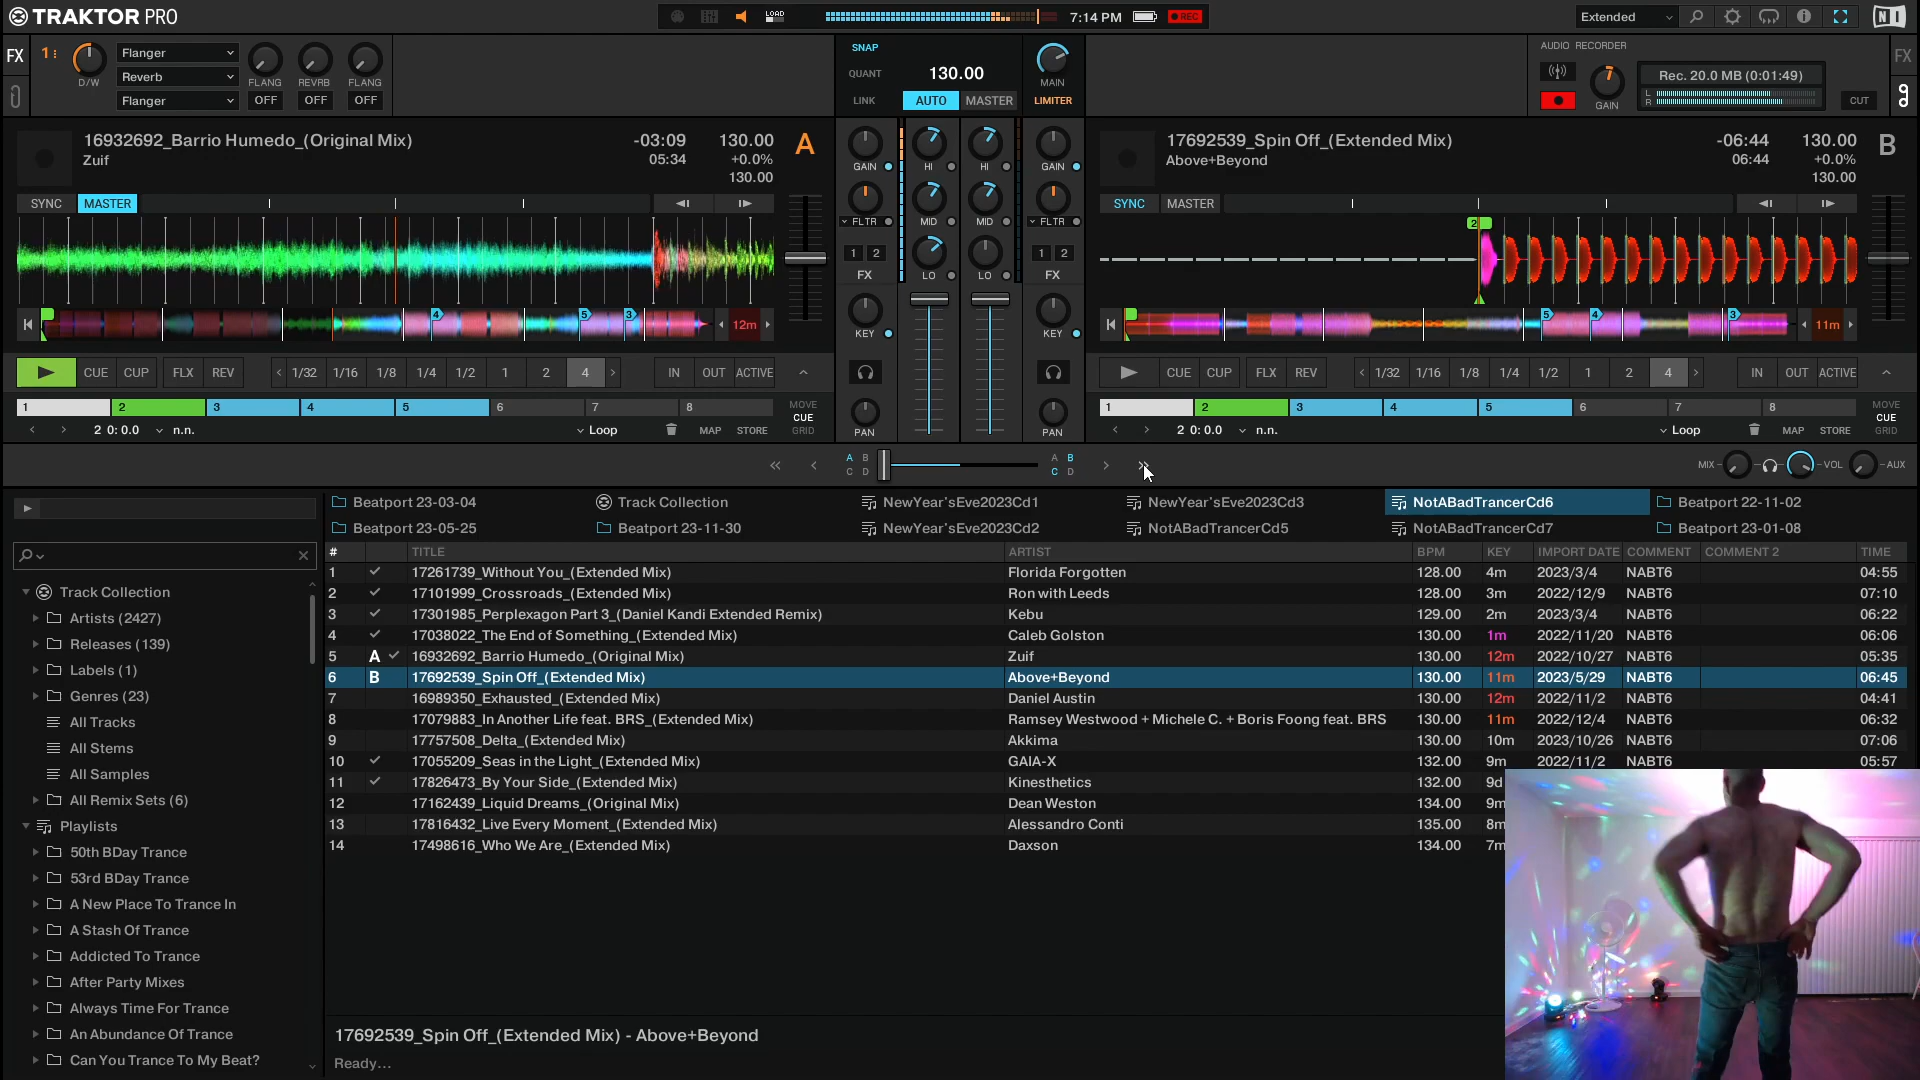 TRAKTOR PRO
LOAD
7:14 PM
REC
Extended
FX
1
D/W
Flanger
Reverb
Flanger
FLANG
REVRB
FLANG
OFF
OFF
OFF
SNAP
QUANT
LINK
130.00
AUTO
MASTER
MAIN
LIMITER
AUDIO RECORDER
GAIN
Rec. 20.0 MB (0:01:49)
L
R
CUT
FX
16932692_Barrio Humedo_(Original Mix)
Zuif
-03:09
05:34
130.00
+0.0%
130.00
A
SYNC
MASTER
4
5
3
12m
CUE
CUP
FLX
REV
1/32
1/16
1/8
1/4
1/2
1
2
4
IN
OUT
ACTIVE
1
2
3
4
5
6
7
8
MOVE
CUE
GRID
2 0: 0.0
n.n.
Loop
MAP
STORE
GAIN
HI
HI
GAIN
FLTR
MID
MID
FLTR
1
2
1
2
FX
LO
LO
FX
KEY
KEY
PAN
PAN
17692539_Spin Off_(Extended Mix)
Above+Beyond
-06:44
06:44
130.00
+0.0%
130.00
B
SYNC
MASTER
2
5
4
3
11m
CUE
CUP
FLX
REV
1/32
1/16
1/8
1/4
1/2
1
2
4
IN
OUT
ACTIVE
1
2
3
4
5
6
7
8
MOVE
CUE
GRID
2 0: 0.0
n.n.
Loop
MAP
STORE
A B
C D
A B
C D
MIX
VOL
AUX
Beatport 23-03-04
Track Collection
NewYear'sEve2023Cd1
NewYear'sEve2023Cd3
NotABadTrancerCd6
Beatport 22-11-02
Beatport 23-05-25
Beatport 23-11-30
NewYear'sEve2023Cd2
NotABadTrancerCd5
NotABadTrancerCd7
Beatport 23-01-08
Track Collection
Artists (2427)
Releases (139)
Labels (1)
Genres (23)
All Tracks
All Stems
All Samples
All Remix Sets (6)
Playlists
50th BDay Trance
53rd BDay Trance
A New Place To Trance In
A Stash Of Trance
Addicted To Trance
After Party Mixes
Always Time For Trance
An Abundance Of Trance
Can You Trance To My Beat?
# TITLE ARTIST BPM KEY IMPORT DATE COMMENT COMMENT 2 TIME
1 17261739_Without You_(Extended Mix) Florida Forgotten 128.00 4m 2023/3/4 NABT6 04:55
2 17101999_Crossroads_(Extended Mix) Ron with Leeds 128.00 3m 2022/12/9 NABT6 07:10
3 17301985_Perplexagon Part 3_(Daniel Kandi Extended Remix) Kebu 129.00 2m 2023/3/4 NABT6 06:22
4 17038022_The End of Something_(Extended Mix) Caleb Golston 130.00 1m 2022/11/20 NABT6 06:06
5 A 16932692_Barrio Humedo_(Original Mix) Zuif 130.00 12m 2022/10/27 NABT6 05:35
6 B 17692539_Spin Off_(Extended Mix) Above+Beyond 130.00 11m 2023/5/29 NABT6 06:45
7 16989350_Exhausted_(Extended Mix) Daniel Austin 130.00 12m 2022/11/2 NABT6 04:41
8 17079883_In Another Life feat. BRS_(Extended Mix) Ramsey Westwood + Michele C. + Boris Foong feat. BRS 130.00 11m 2022/12/4 NABT6 06:32
9 17757508_Delta_(Extended Mix) Akkima 130.00 10m 2023/10/26 NABT6 07:06
10 17055209_Seas in the Light_(Extended Mix) GAIA-X 132.00 9m 2022/11/2 NABT6 05:57
11 17826473_By Your Side_(Extended Mix) Kinesthetics 132.00 9d
12 17162439_Liquid Dreams_(Original Mix) Dean Weston 134.00 9m
13 17816432_Live Every Moment_(Extended Mix) Alessandro Conti 135.00 8m
14 17498616_Who We Are_(Extended Mix) Daxson 134.00 7m
17692539_Spin Off_(Extended Mix) - Above+Beyond
Ready...